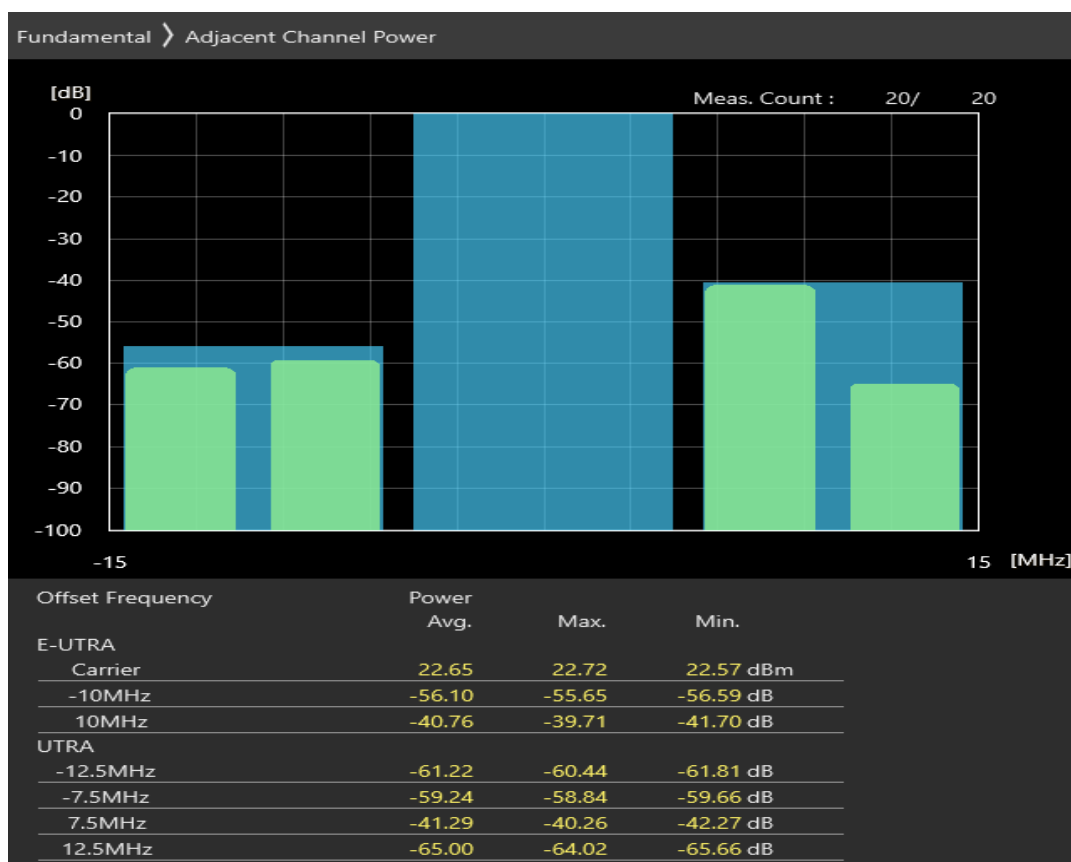 Fundamental ❯ Adjacent Channel Power
[dB]
Meas. Count : 20/ 20
0
-10
-20
-30
-40
-50
-60
-70
-80
-90
-100
-15 15 [MHz]
Offset Frequency Power
Avg. Max. Min.
E-UTRA
Carrier 22.65 22.72 22.57 dBm
-10MHz -56.10 -55.65 -56.59 dB
10MHz -40.76 -39.71 -41.70 dB
UTRA
-12.5MHz -61.22 -60.44 -61.81 dB
-7.5MHz -59.24 -58.84 -59.66 dB
7.5MHz -41.29 -40.26 -42.27 dB
12.5MHz -65.00 -64.02 -65.66 dB